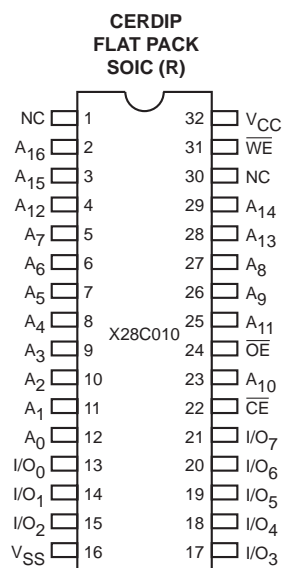 CERDIP
FLAT PACK
SOIC (R)
NC 1 32 VCC
A16 2 31 W̅E̅
A15 3 30 NC
A12 4 29 A14
A7 5 28 A13
A6 6 27 A8
A5 7 26 A9
A4 8 25 A11
X28C010
A3 9 24 O̅E̅
A2 10 23 A10
A1 11 22 C̅E̅
A0 12 21 I/O7
I/O0 13 20 I/O6
I/O1 14 19 I/O5
I/O2 15 18 I/O4
VSS 16 17 I/O3